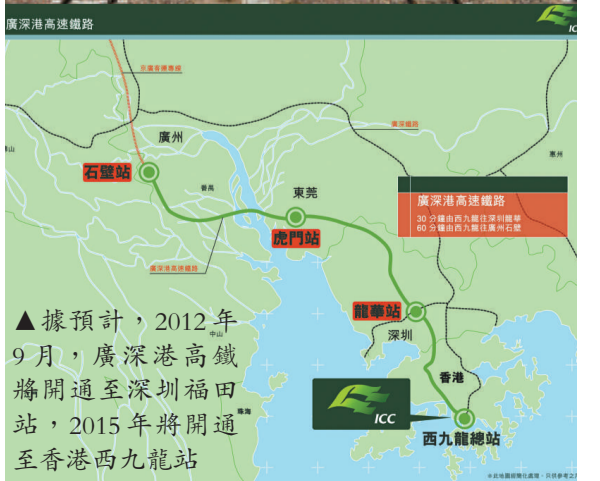 廣深港高速鐵路
ICC
京廣客運專線
廣州
廣深鐵路
惠州
石壁站
番禺
東莞
廣深港高速鐵路
30 分鐘由西九龍往深圳龍華
60 分鐘由西九龍往廣州石壁
虎門站
廣深港高速鐵路
龍華站
深圳
中山
▲據預計，2012 年
9 月，廣深港高鐵
將開通至深圳福田
站，2015 年將開通
至香港西九龍站
珠海
香港
ICC
西九龍總站